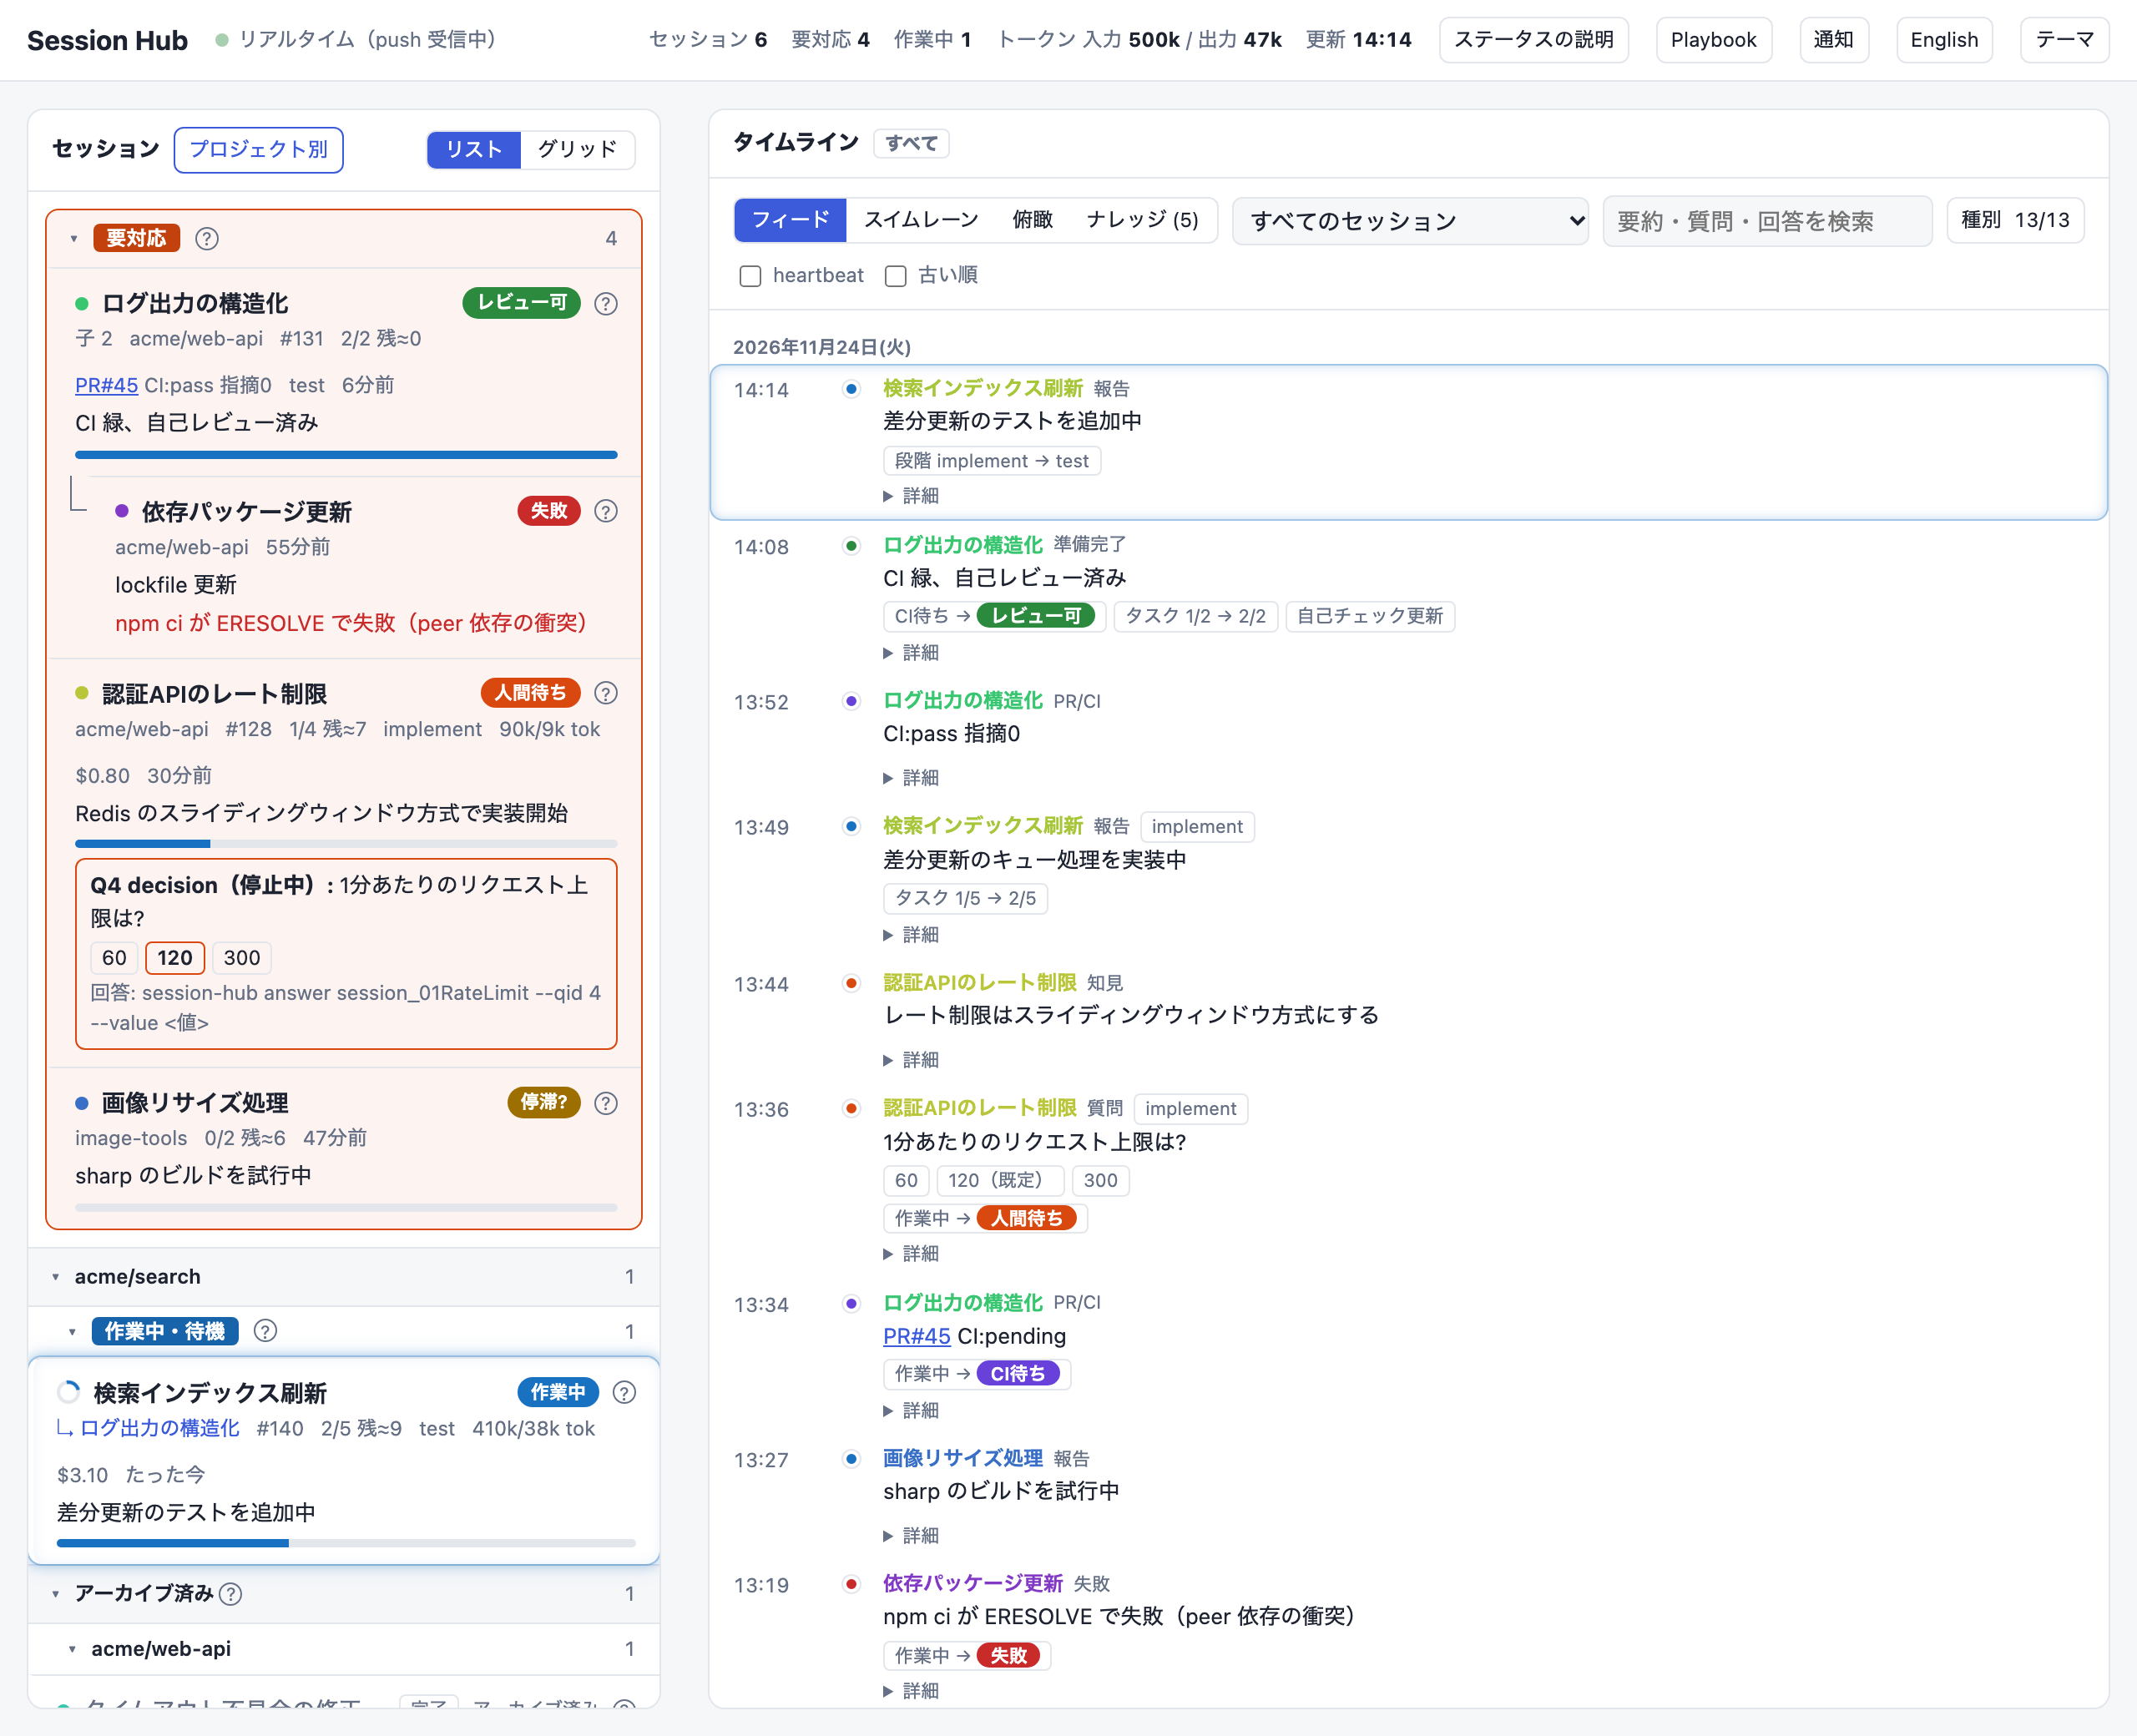 Session Hub
リアルタイム（push 受信中）
セッション 6 要対応 4 作業中 1 トークン 入力 500k / 出力 47k 更新 14:14
ステータスの説明
Playbook
通知
English
テーマ
セッション
プロジェクト別
リスト
グリッド
要対応 ? 4
ログ出力の構造化 レビュー可 ?
子 2 acme/web-api #131 2/2 残≈0
PR#45 CI:pass 指摘0 test 6分前
CI 緑、自己レビュー済み
依存パッケージ更新 失敗 ?
acme/web-api 55分前
lockfile 更新
npm ci が ERESOLVE で失敗（peer 依存の衝突）
認証APIのレート制限 人間待ち ?
acme/web-api #128 1/4 残≈7 implement 90k/9k tok
$0.80 30分前
Redis のスライディングウィンドウ方式で実装開始
Q4 decision（停止中）: 1分あたりのリクエスト上
限は?
60 120 300
回答: session-hub answer session_01RateLimit --qid 4
--value <値>
画像リサイズ処理 停滞? ?
image-tools 0/2 残≈6 47分前
sharp のビルドを試行中
acme/search 1
作業中・待機 ? 1
検索インデックス刷新 作業中 ?
ログ出力の構造化 #140 2/5 残≈9 test 410k/38k tok
$3.10 たった今
差分更新のテストを追加中
アーカイブ済み ? 1
acme/web-api 1
タイムライン すべて
フィード スイムレーン 俯瞰 ナレッジ (5)
すべてのセッション
要約・質問・回答を検索
種別 13/13
heartbeat 古い順
2026年11月24日(火)
14:14 検索インデックス刷新 報告
差分更新のテストを追加中
段階 implement → test
詳細
14:08 ログ出力の構造化 準備完了
CI 緑、自己レビュー済み
CI待ち → レビュー可 タスク 1/2 → 2/2 自己チェック更新
詳細
13:52 ログ出力の構造化 PR/CI
CI:pass 指摘0
詳細
13:49 検索インデックス刷新 報告 implement
差分更新のキュー処理を実装中
タスク 1/5 → 2/5
詳細
13:44 認証APIのレート制限 知見
レート制限はスライディングウィンドウ方式にする
詳細
13:36 認証APIのレート制限 質問 implement
1分あたりのリクエスト上限は?
60 120（既定） 300
作業中 → 人間待ち
詳細
13:34 ログ出力の構造化 PR/CI
PR#45 CI:pending
作業中 → CI待ち
詳細
13:27 画像リサイズ処理 報告
sharp のビルドを試行中
詳細
13:19 依存パッケージ更新 失敗
npm ci が ERESOLVE で失敗（peer 依存の衝突）
作業中 → 失敗
詳細